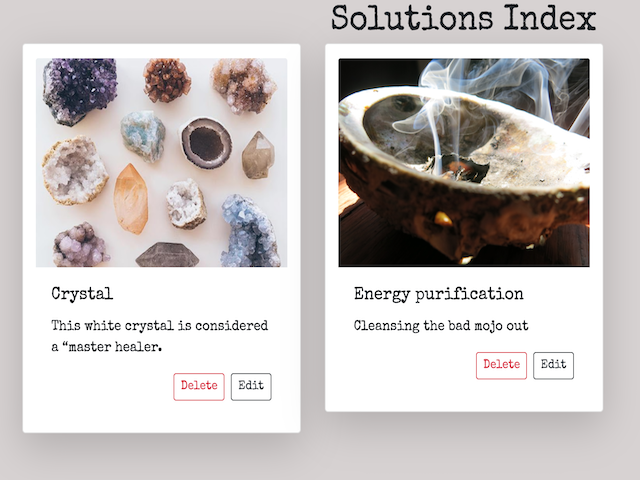 Solutions Index
Crystal
This white crystal is considered
a “master healer.
Delete
Edit
Energy purification
Cleansing the bad mojo out
Delete
Edit